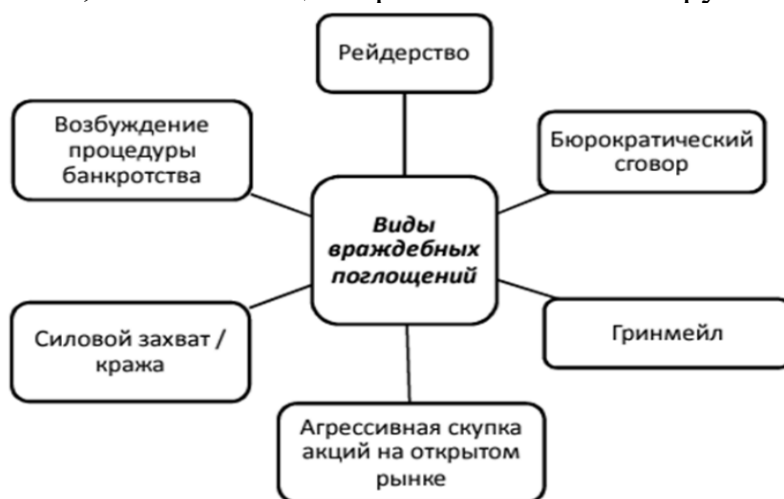 Рейдерство
Возбуждение
процедуры
банкротства
Бюрократический
сговор
Виды
враждебных
поглощений
Силовой захват /
кража
Гринмейл
Агрессивная скупка
акций на открытом
рынке